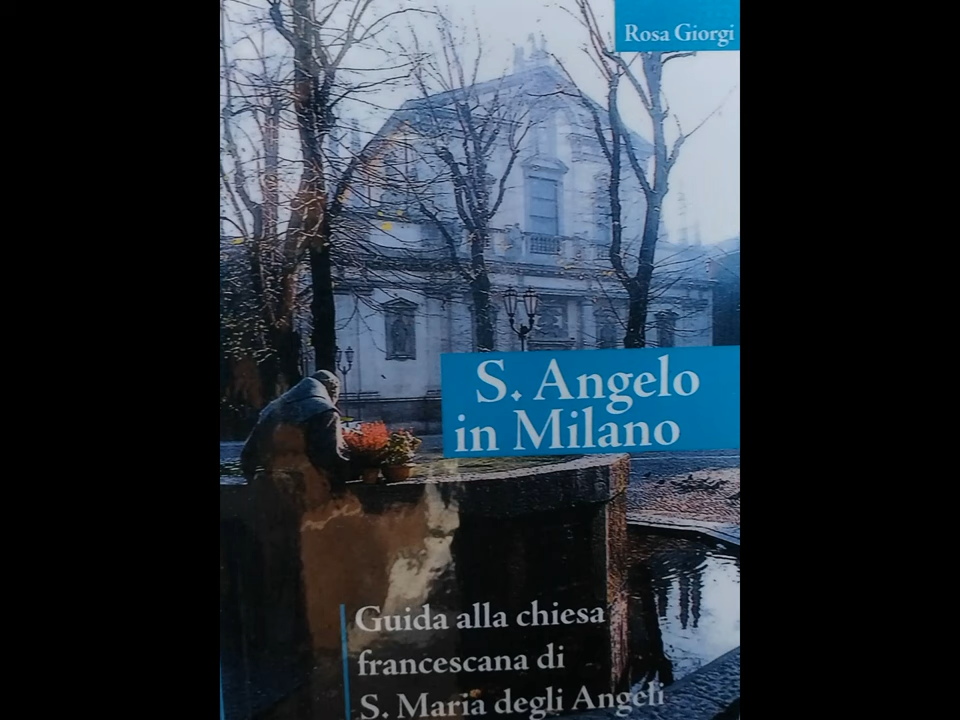 Rosa Giorgi
S. Angelo
in Milano
Guida alla chiesa
francescana di
S. Maria degli Angeli